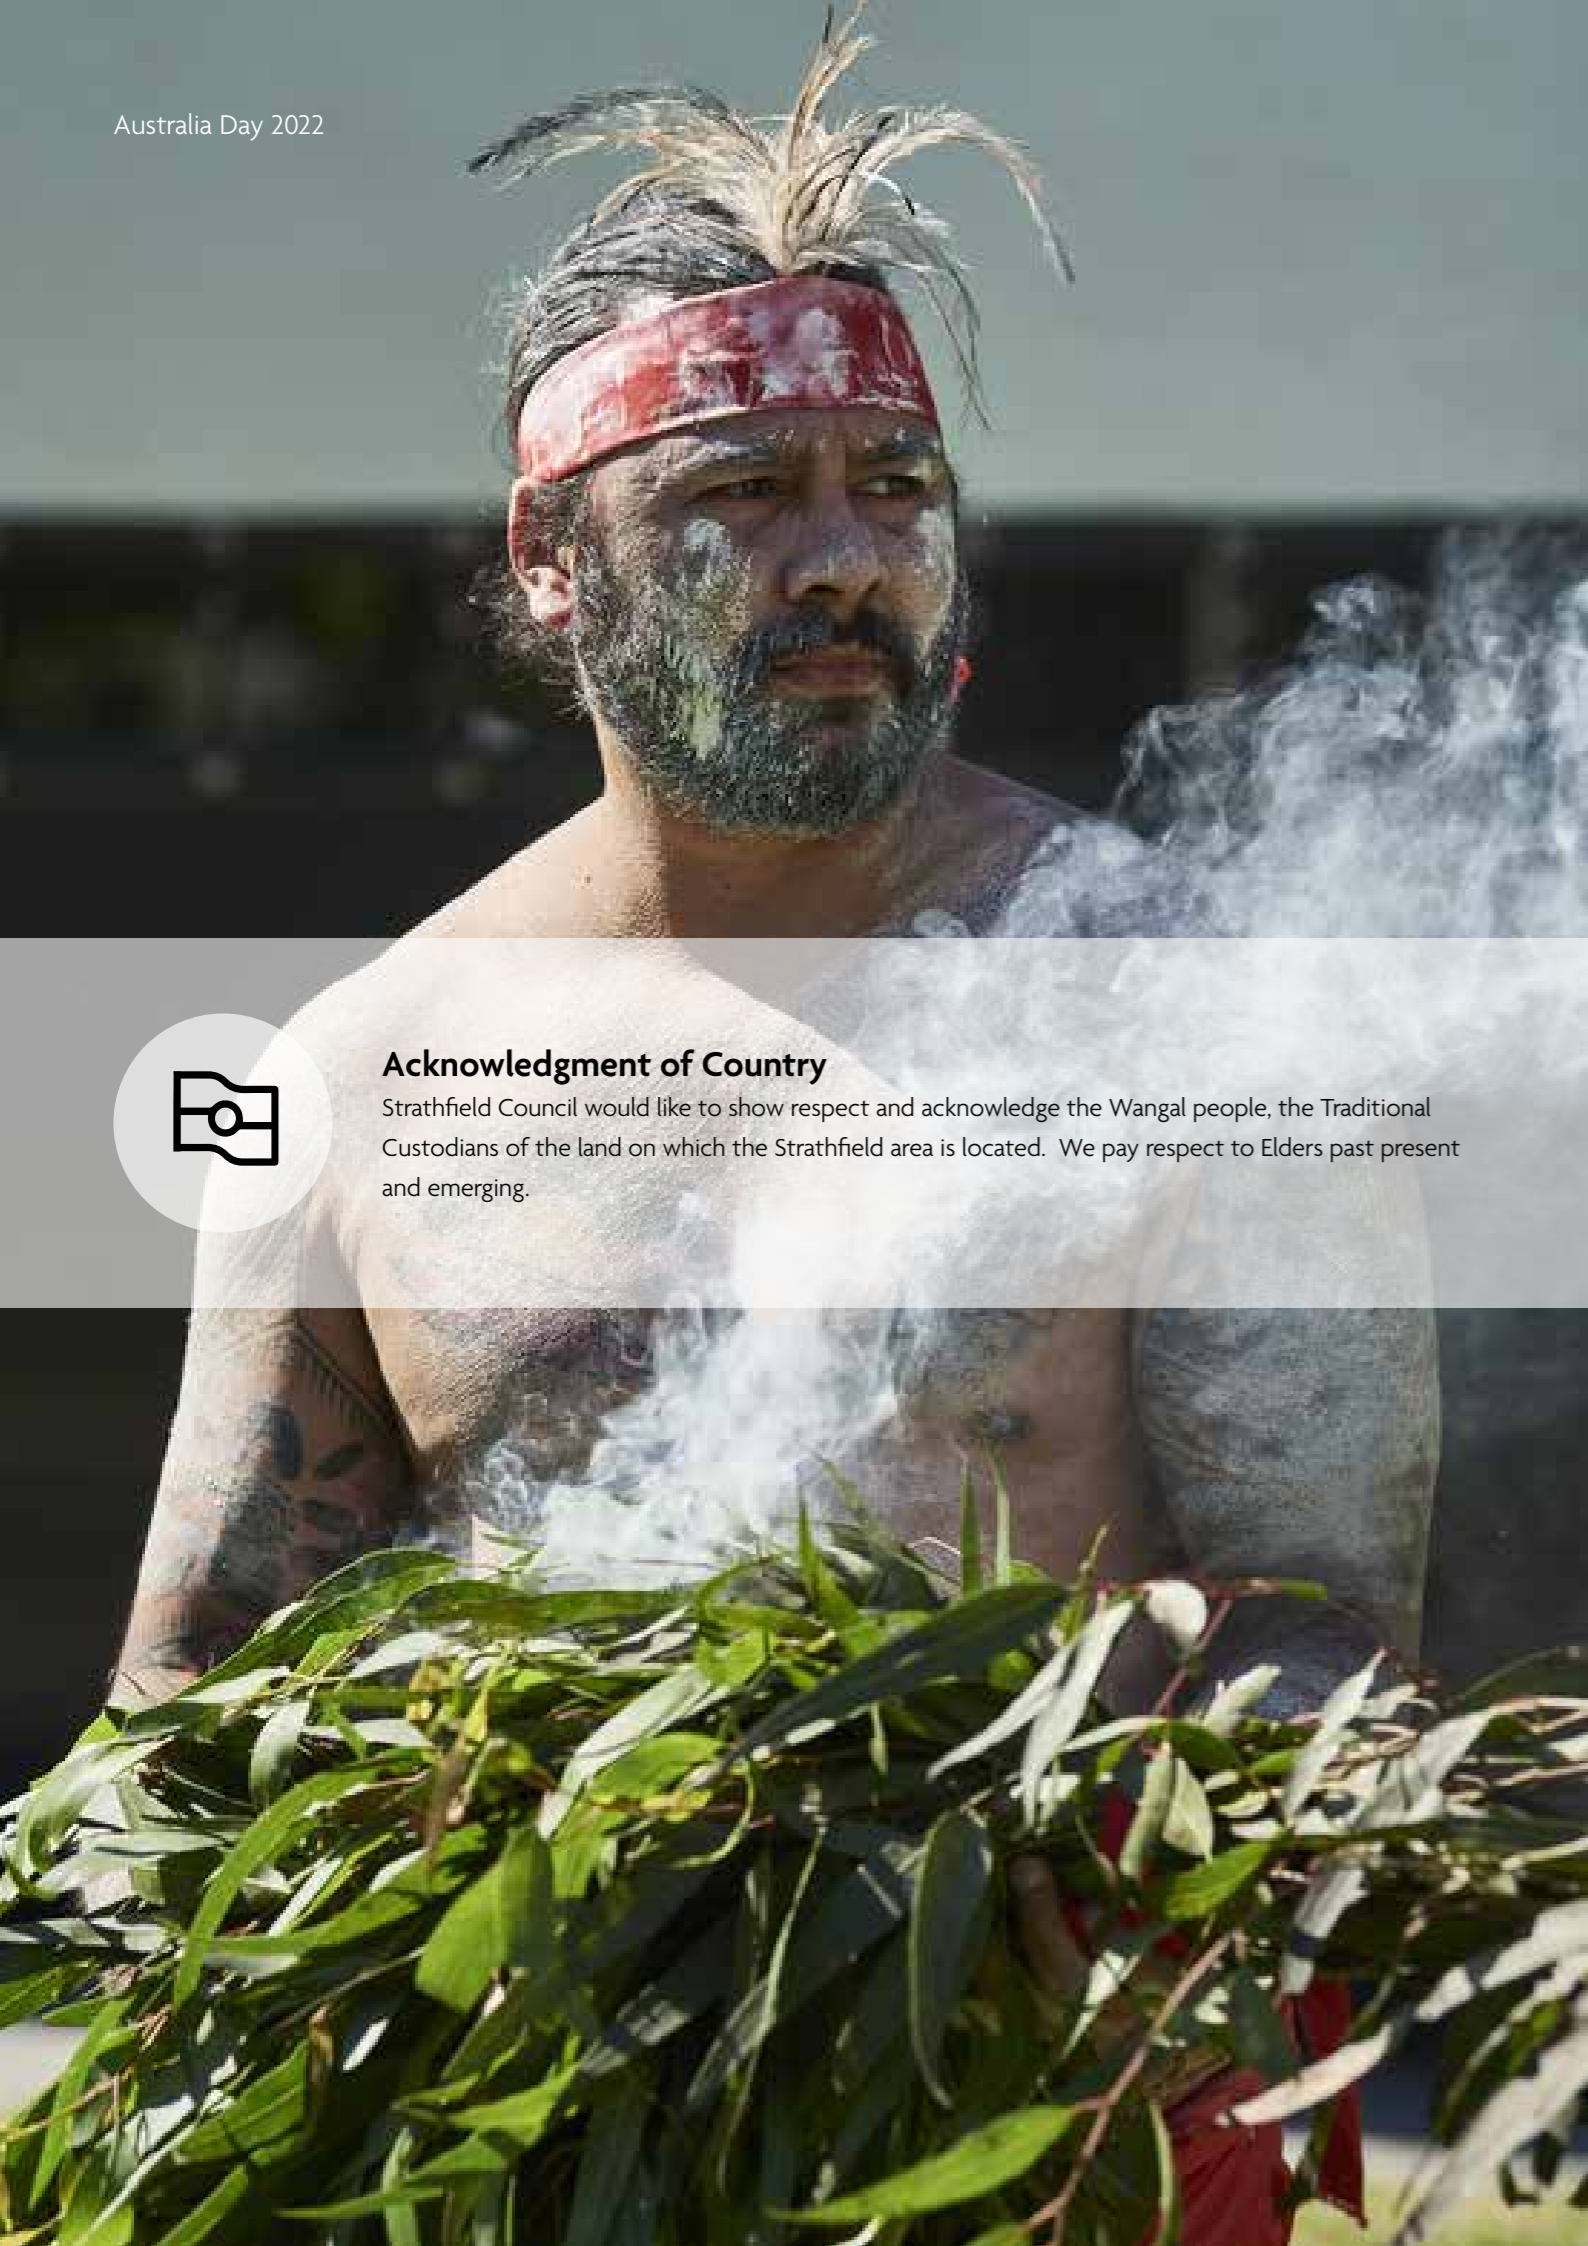 Australia Day 2022
Acknowledgment of Country
Strathfield Council would like to show respect and acknowledge the Wangal people, the Traditional
Custodians of the land on which the Strathfield area is located.  We pay respect to Elders past present
and emerging.